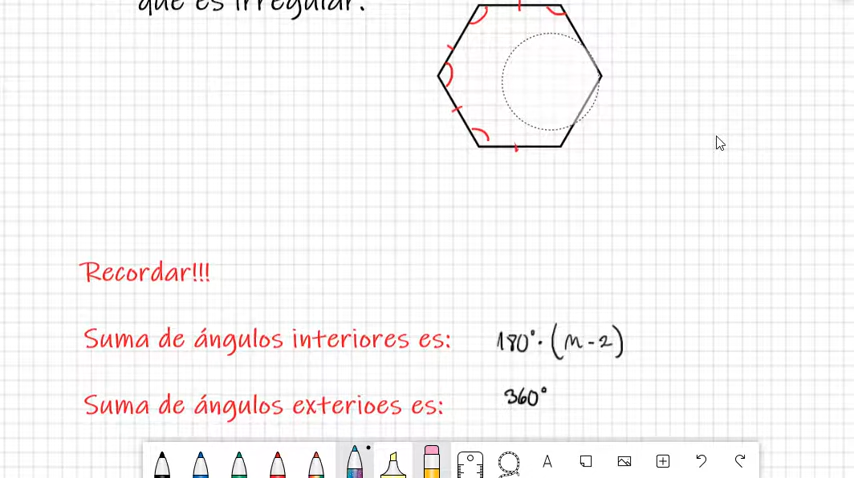 que es irregular.
Recordar!!!
Suma de ángulos interiores es: 180°·(n-2)
Suma de ángulos exterioes es: 360°
A